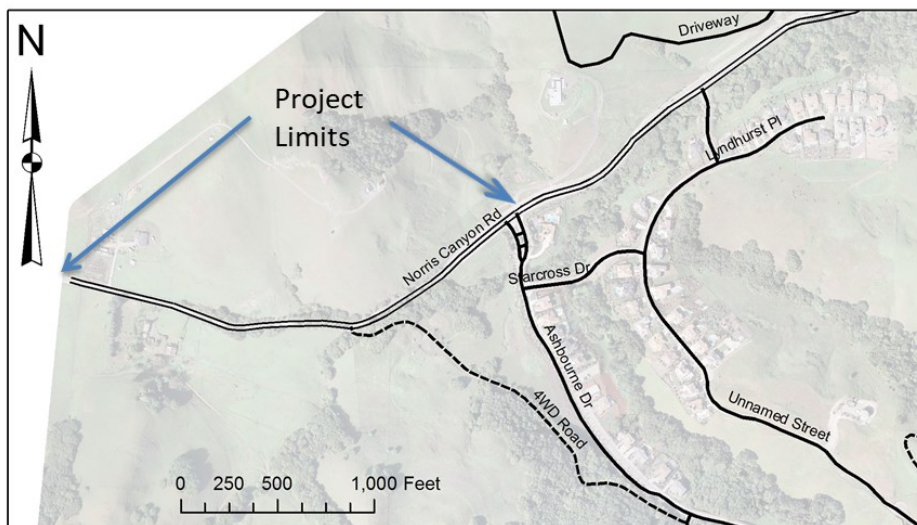 N
Driveway
Project
Limits
Lyndhurst Pl
Norris Canyon Rd
Starcross Dr
Ashbourne Dr
4WD Road
Unnamed Street
0 250 500 1,000 Feet